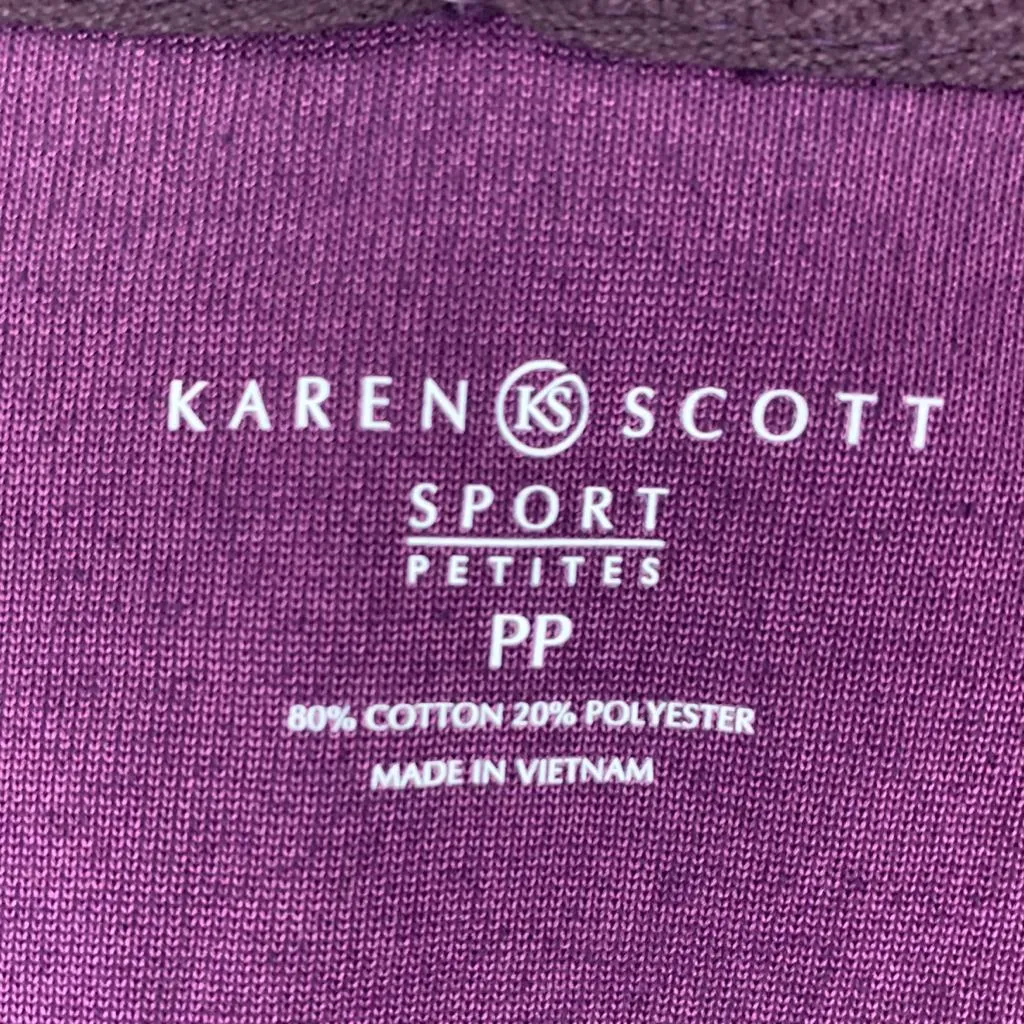 KAREN KS SCOTT
SPORT
PETITES
PP
80% COTTON 20% POLYESTER
MADE IN VIETNAM